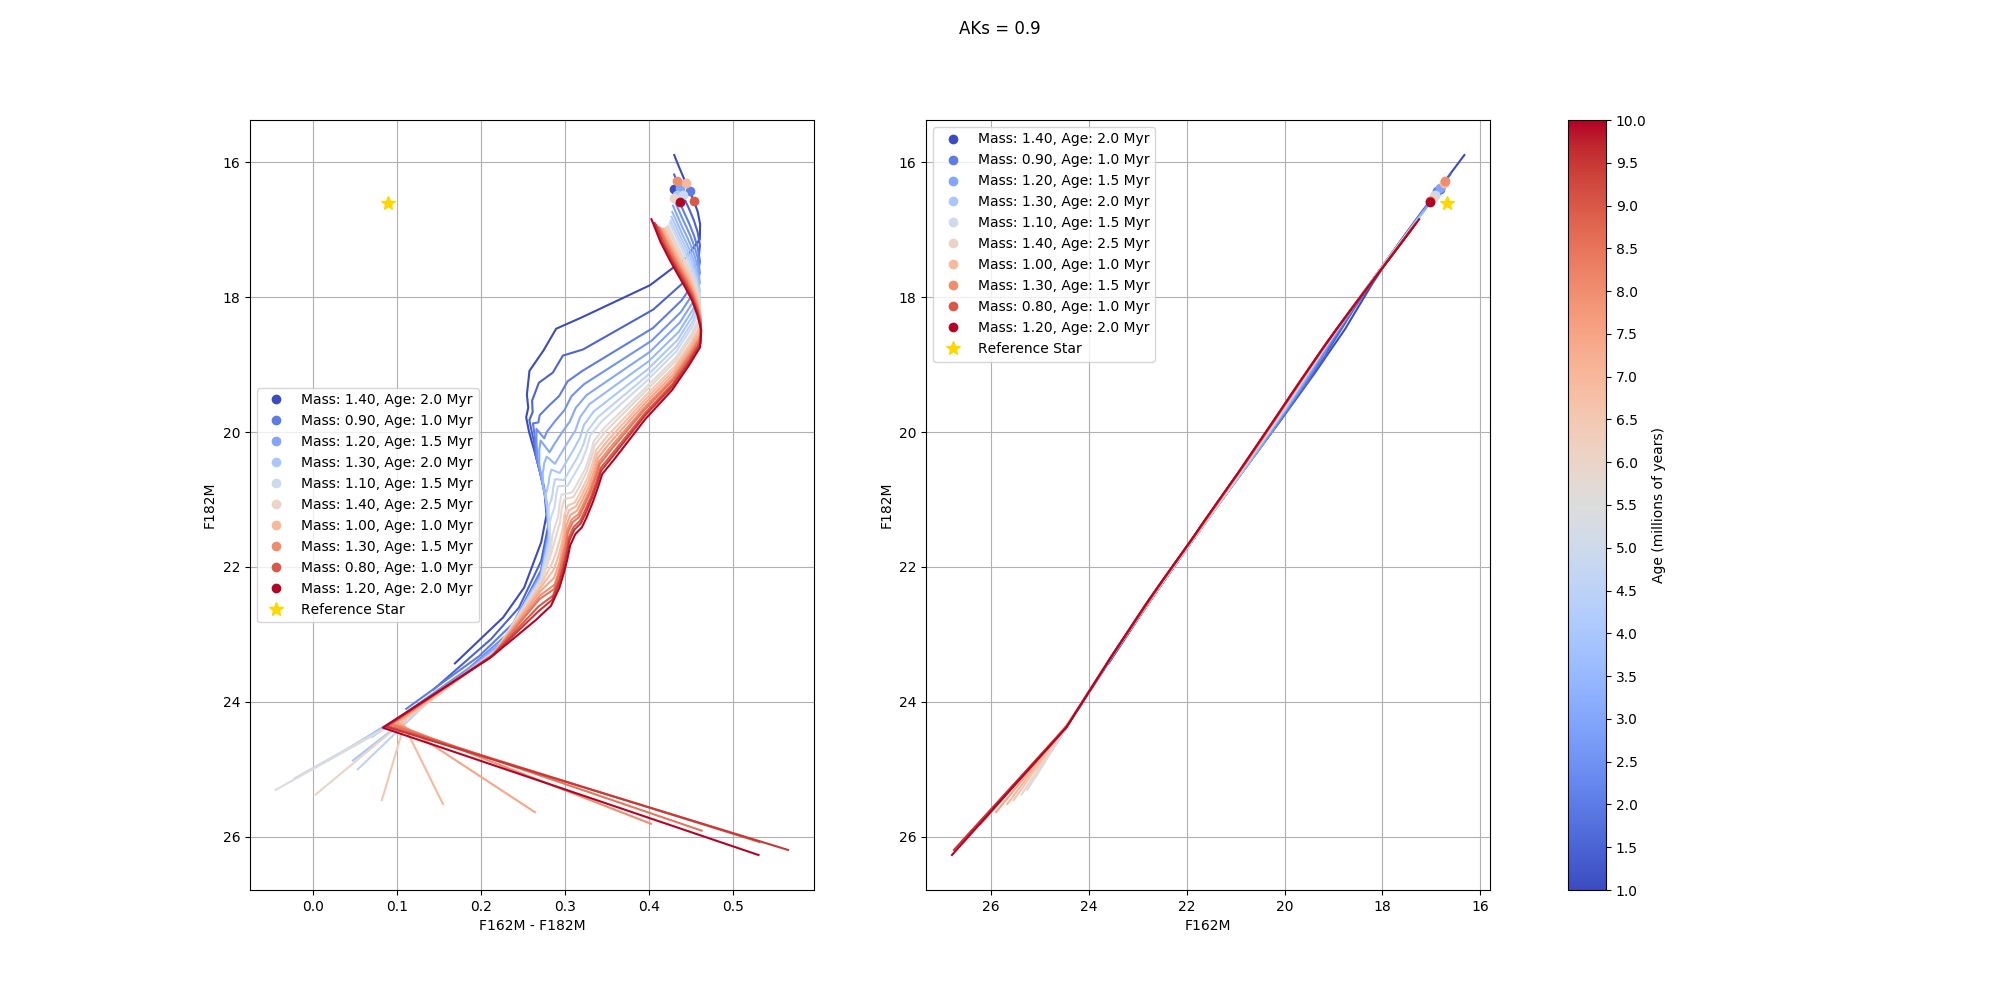 AKs = 0.9
16
18
20
22
24
26
F182M
Mass: 1.40, Age: 2.0 Myr
Mass: 0.90, Age: 1.0 Myr
Mass: 1.20, Age: 1.5 Myr
Mass: 1.30, Age: 2.0 Myr
Mass: 1.10, Age: 1.5 Myr
Mass: 1.40, Age: 2.5 Myr
Mass: 1.00, Age: 1.0 Myr
Mass: 1.30, Age: 1.5 Myr
Mass: 0.80, Age: 1.0 Myr
Mass: 1.20, Age: 2.0 Myr
Reference Star
0.0 0.1 0.2 0.3 0.4 0.5
F162M - F182M
16
18
20
22
24
26
F182M
Mass: 1.40, Age: 2.0 Myr
Mass: 0.90, Age: 1.0 Myr
Mass: 1.20, Age: 1.5 Myr
Mass: 1.30, Age: 2.0 Myr
Mass: 1.10, Age: 1.5 Myr
Mass: 1.40, Age: 2.5 Myr
Mass: 1.00, Age: 1.0 Myr
Mass: 1.30, Age: 1.5 Myr
Mass: 0.80, Age: 1.0 Myr
Mass: 1.20, Age: 2.0 Myr
Reference Star
26 24 22 20 18 16
F162M
10.0
9.5
9.0
8.5
8.0
7.5
7.0
6.5
6.0
5.5
5.0
4.5
4.0
3.5
3.0
2.5
2.0
1.5
1.0
Age (millions of years)